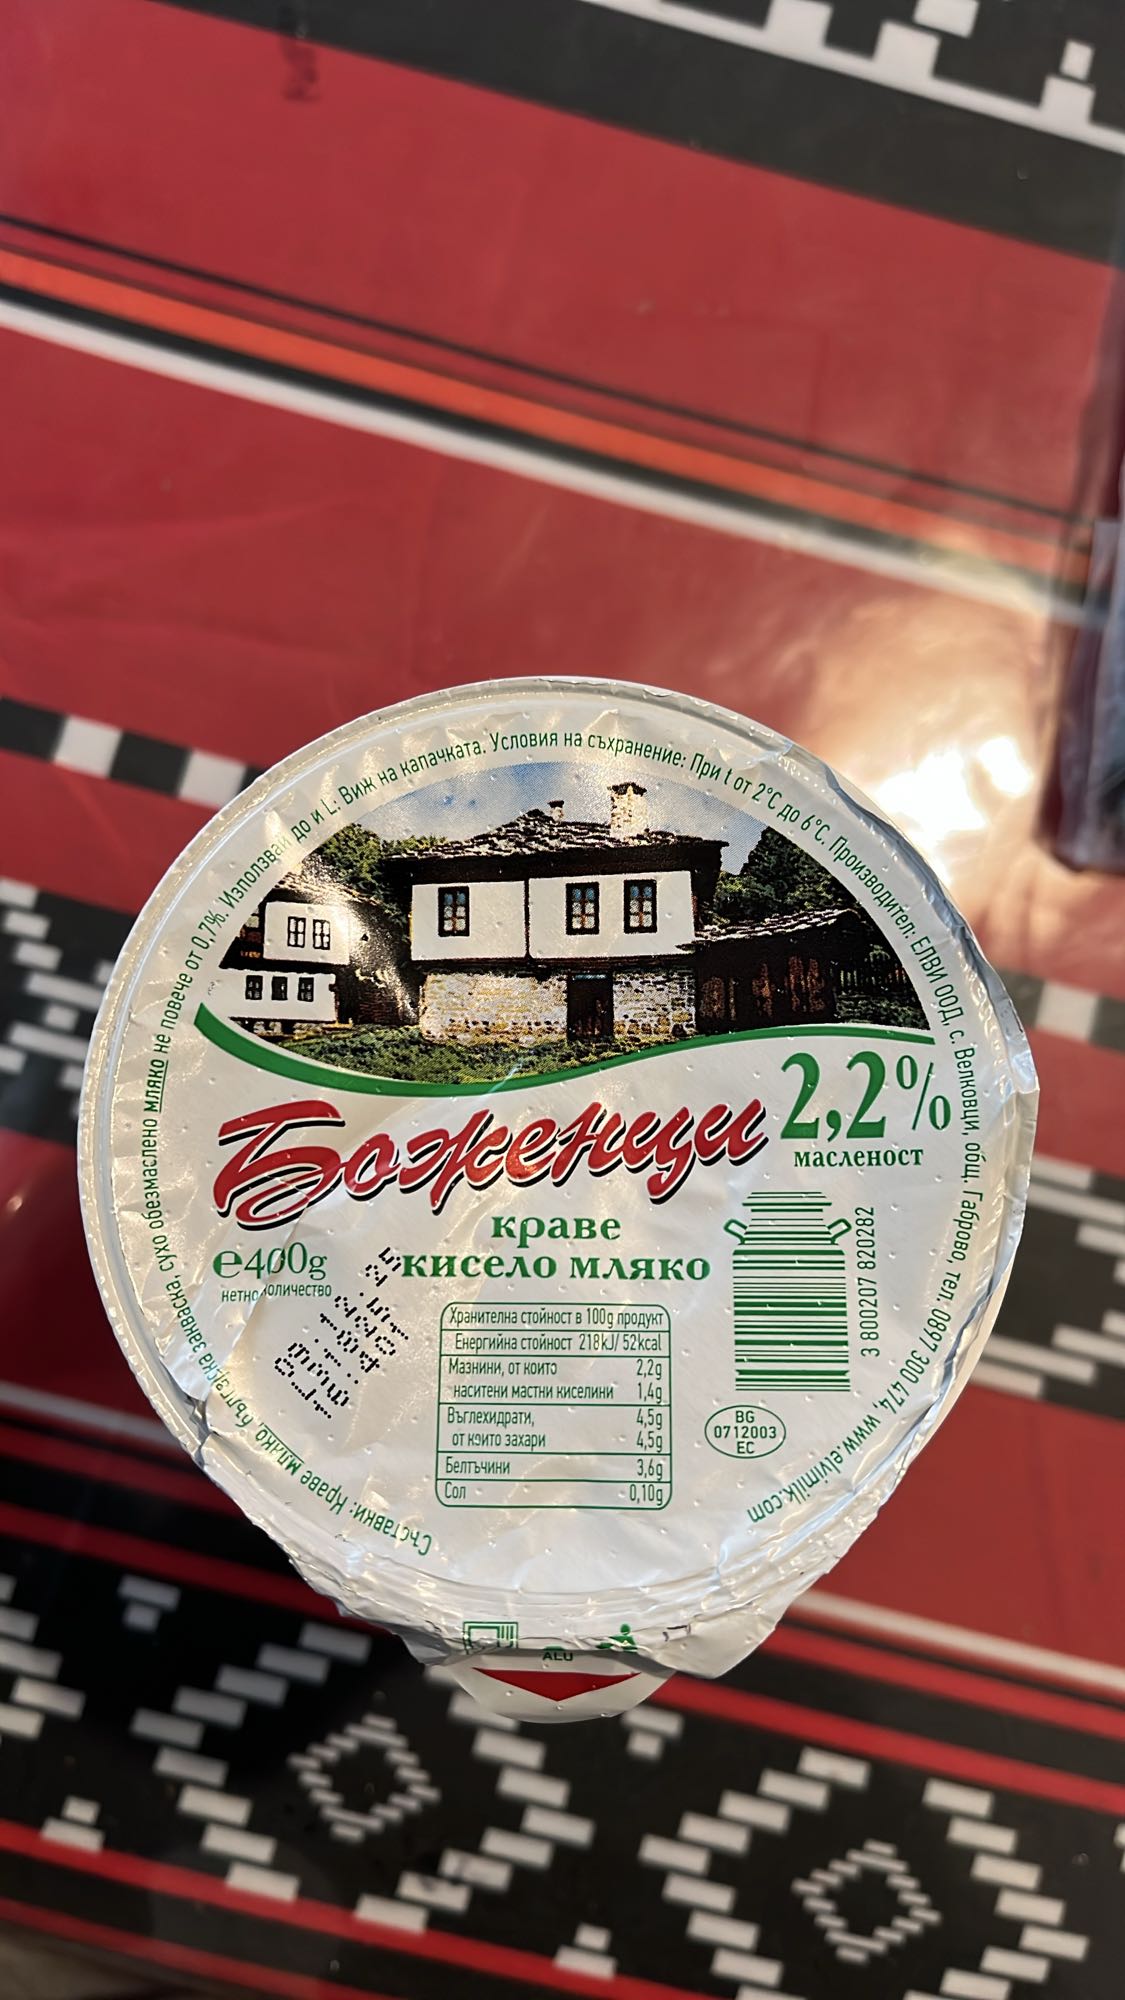 Съставки: Краве мляко, българска закваска, сухо обезмаслено мляко не повече от 0,7%. Използвай до и L: Виж на капачката. Условия на съхранение: При t от 2°C до 6°C. Производител: ЕЛВИ ООД, с. Велковци, общ. Габрово, тел. 0897 300 474, www.elvimilk.com
Боженци
2,2%
масленост
краве
кисело мляко
e400g
нетно количество
Хранителна стойност в 100g продукт
Енергийна стойност 218kJ/ 52kcal
Мазнини, от които 2,2g
наситени мастни киселини 1,4g
Въглехидрати, 4,5g
от които захари 4,5g
Белтъчини 3,6g
Сол 0,10g
3 800207 820282
BG
0712003
EC
ALU